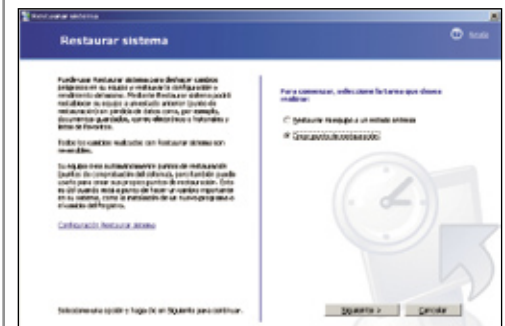 Restaurar sistema
Restaurar sistema
Ayuda
Puede usar Restaurar sistema para deshacer cambios
peligrosos en su equipo y restaurar la configuración y
rendimiento del mismo. Mediante Restaurar sistema podrá
restablecer su equipo a un estado anterior (punto de
restauración) sin pérdida de datos como, por ejemplo,
documentos guardados, correo electrónico e historiales y
listas de favoritos.
Todos los cambios realizados con Restaurar sistema son
reversibles.
Su equipo crea automáticamente puntos de restauración
(puntos de comprobación del sistema), pero también puede
usarlo para crear sus propios puntos de restauración. Esto
es útil cuando está a punto de hacer un cambio importante
en su sistema, como la instalación de un nuevo programa o
el cambio del Registro.
Configuración Restaurar sistema
Para comenzar, seleccione la tarea que desea
realizar:
Restaurar mi equipo a un estado anterior
Crear punto de restauración
Seleccione una opción y haga clic en Siguiente para continuar.
Siguiente >
Cancelar